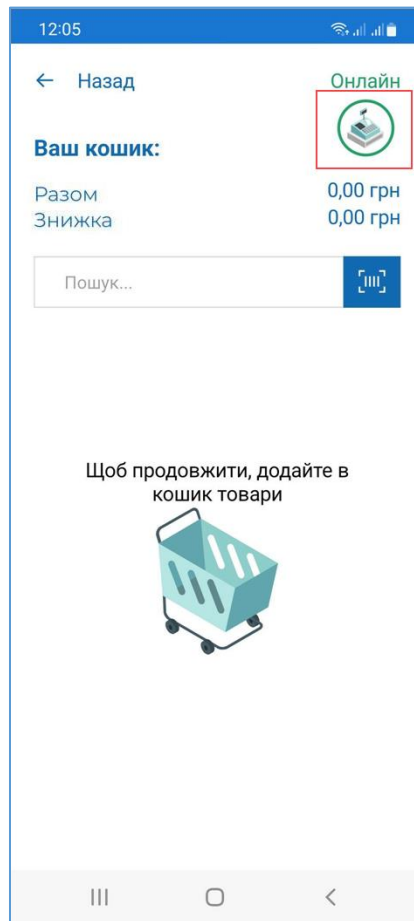 12:05
Назад
Онлайн
Ваш кошик:
Разом 0,00 грн
Знижка 0,00 грн
Пошук...
Щоб продовжити, додайте в
кошик товари